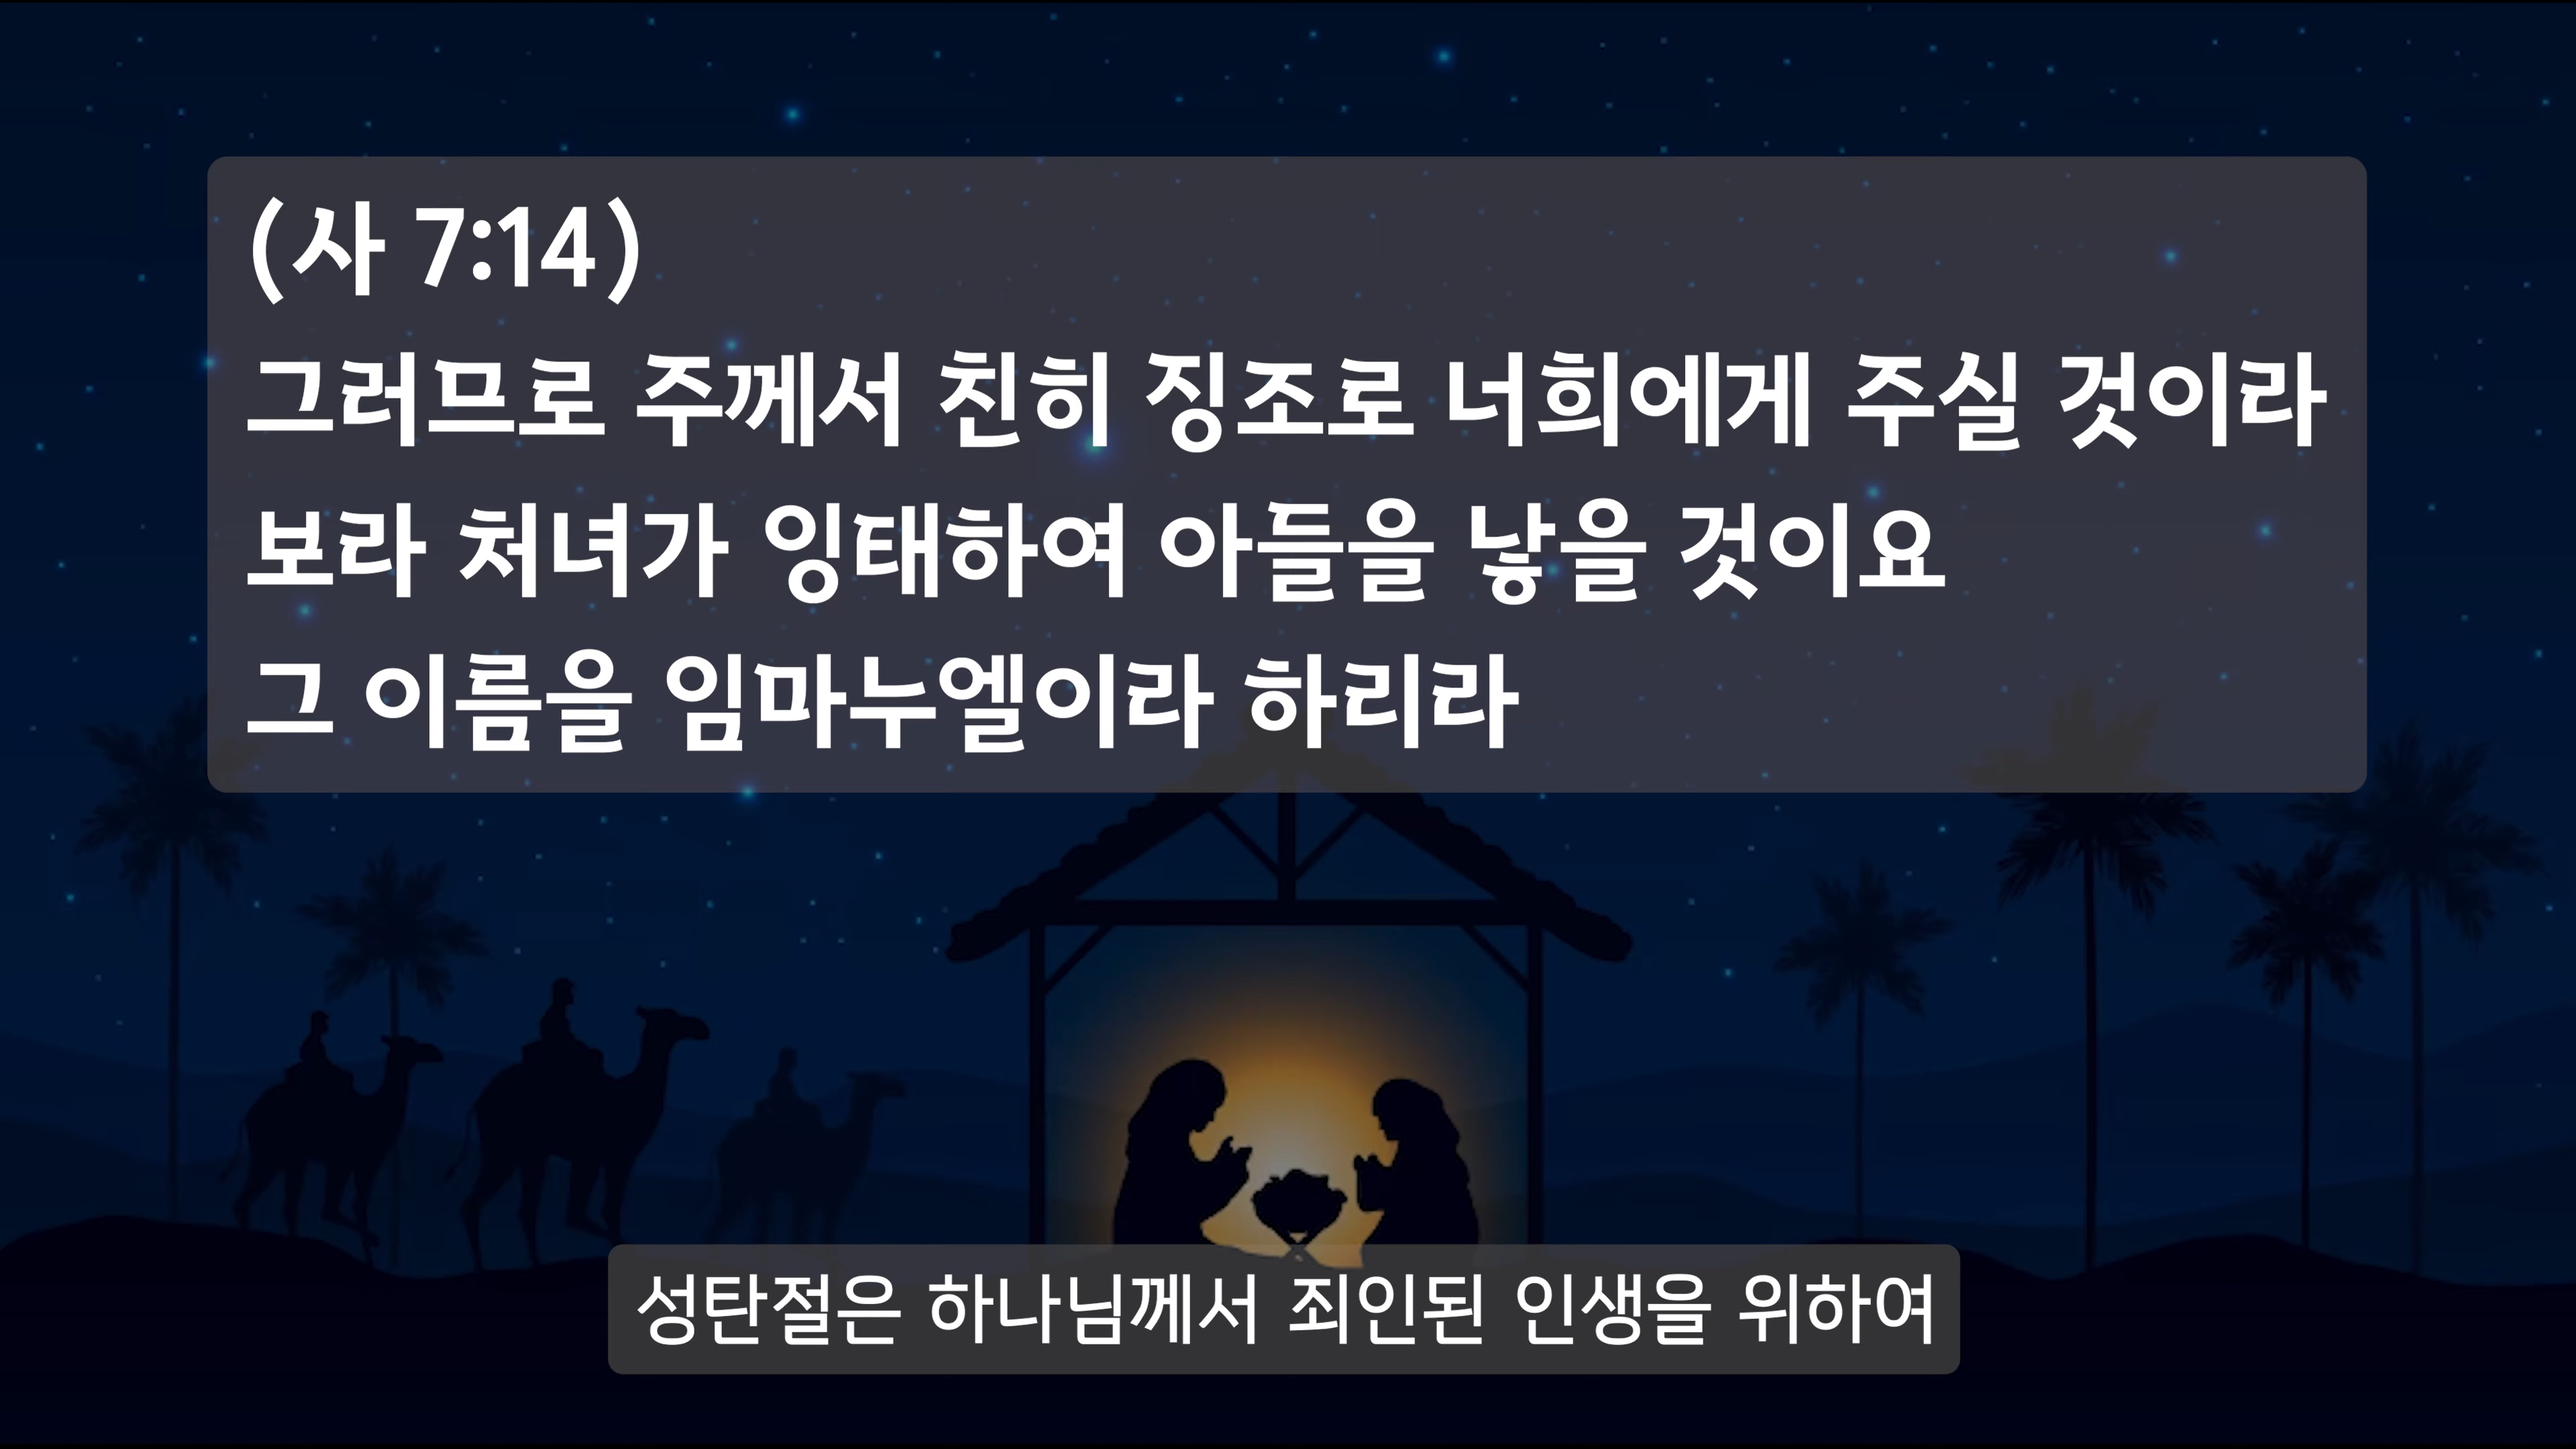 (사 7:14)
그러므로 주께서 친히 징조로 너희에게 주실 것이라
보라 처녀가 잉태하여 아들을 낳을 것이요
그 이름을 임마누엘이라 하리라
성탄절은 하나님께서 죄인된 인생을 위하여